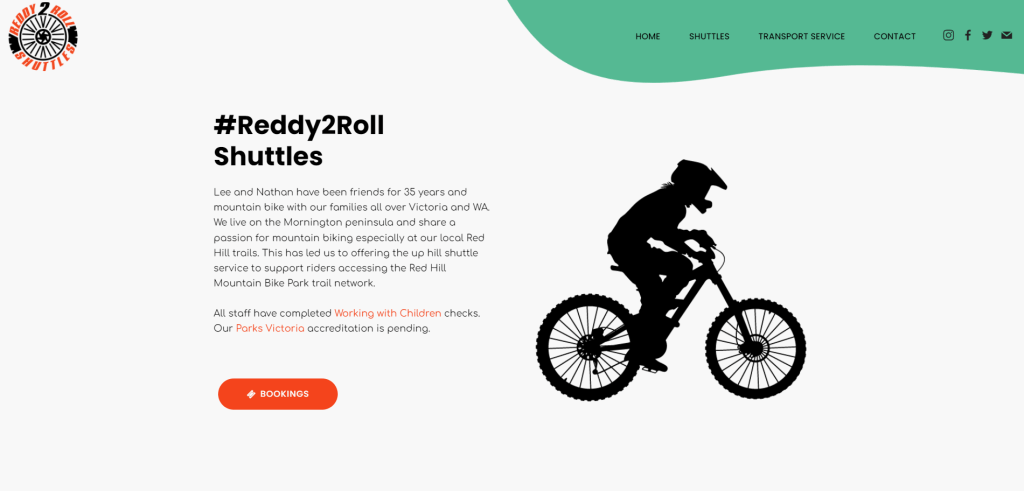 REDDY 2 ROLL
SHUTTLES
HOME
SHUTTLES
TRANSPORT SERVICE
CONTACT
#Reddy2Roll
Shuttles
Lee and Nathan have been friends for 35 years and
mountain bike with our families all over Victoria and WA.
We live on the Mornington peninsula and share a
passion for mountain biking especially at our local Red
Hill trails. This has led us to offering the up hill shuttle
service to support riders accessing the Red Hill
Mountain Bike Park trail network.
All staff have completed Working with Children checks.
Our Parks Victoria accreditation is pending.
BOOKINGS